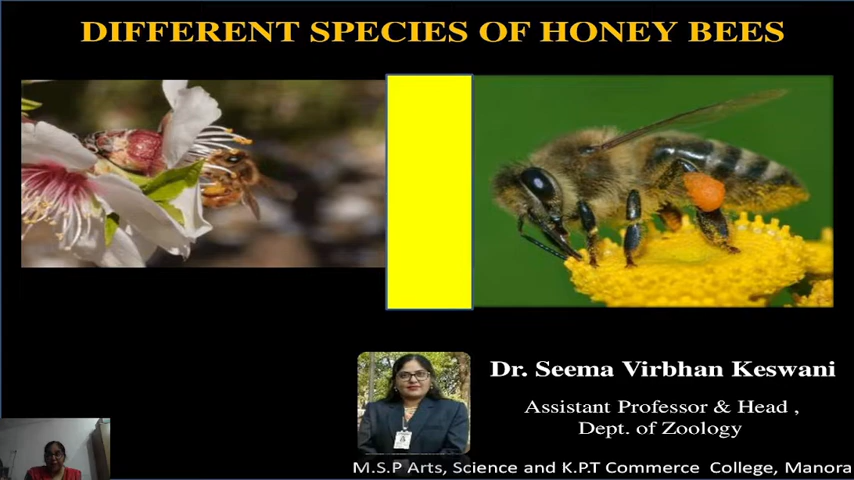 DIFFERENT SPECIES OF HONEY BEES
Dr. Seema Virbhan Keswani
Assistant Professor & Head ,
Dept. of Zoology
M.S.P Arts, Science and K.P.T Commerce College, Manora